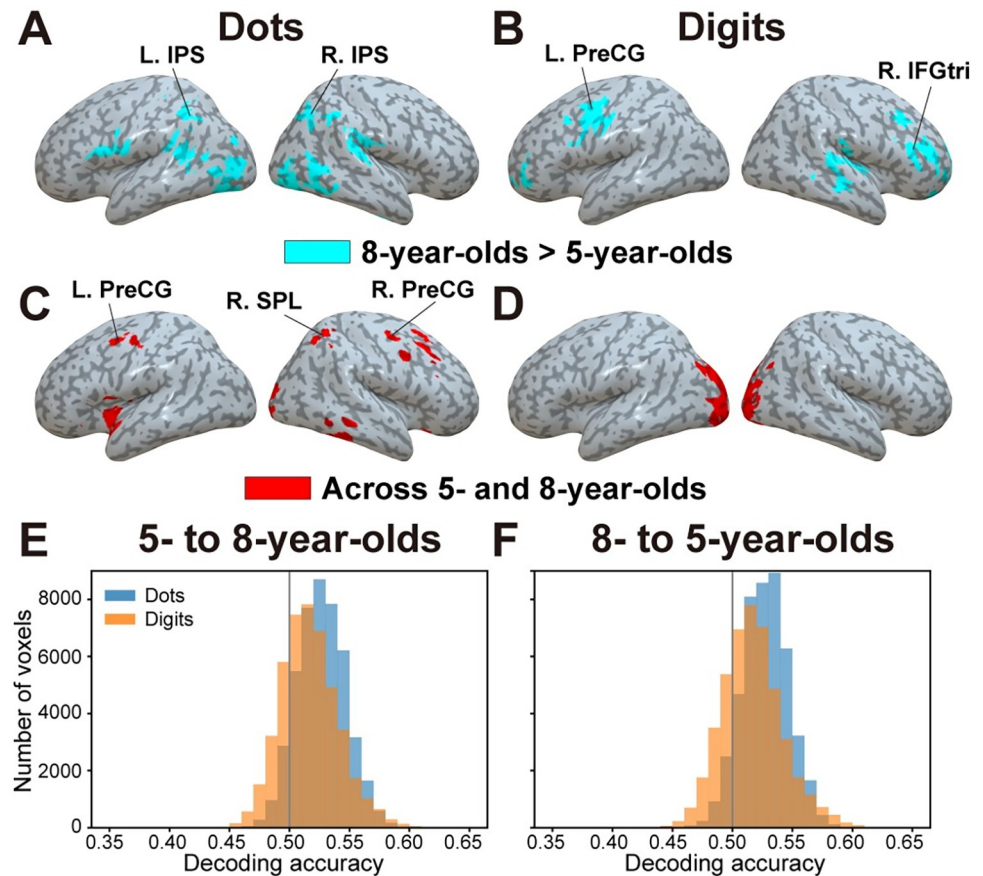 A
Dots
B
Digits
L. IPS
R. IPS
L. PreCG
R. IFGtri
8-year-olds > 5-year-olds
C
L. PreCG
R. SPL
R. PreCG
D
Across 5- and 8-year-olds
E
5- to 8-year-olds
F
8- to 5-year-olds
Dots
Digits
Number of voxels
8000
6000
4000
2000
0
0.35 0.40 0.45 0.50 0.55 0.60 0.65
Decoding accuracy
0.35 0.40 0.45 0.50 0.55 0.60 0.65
Decoding accuracy